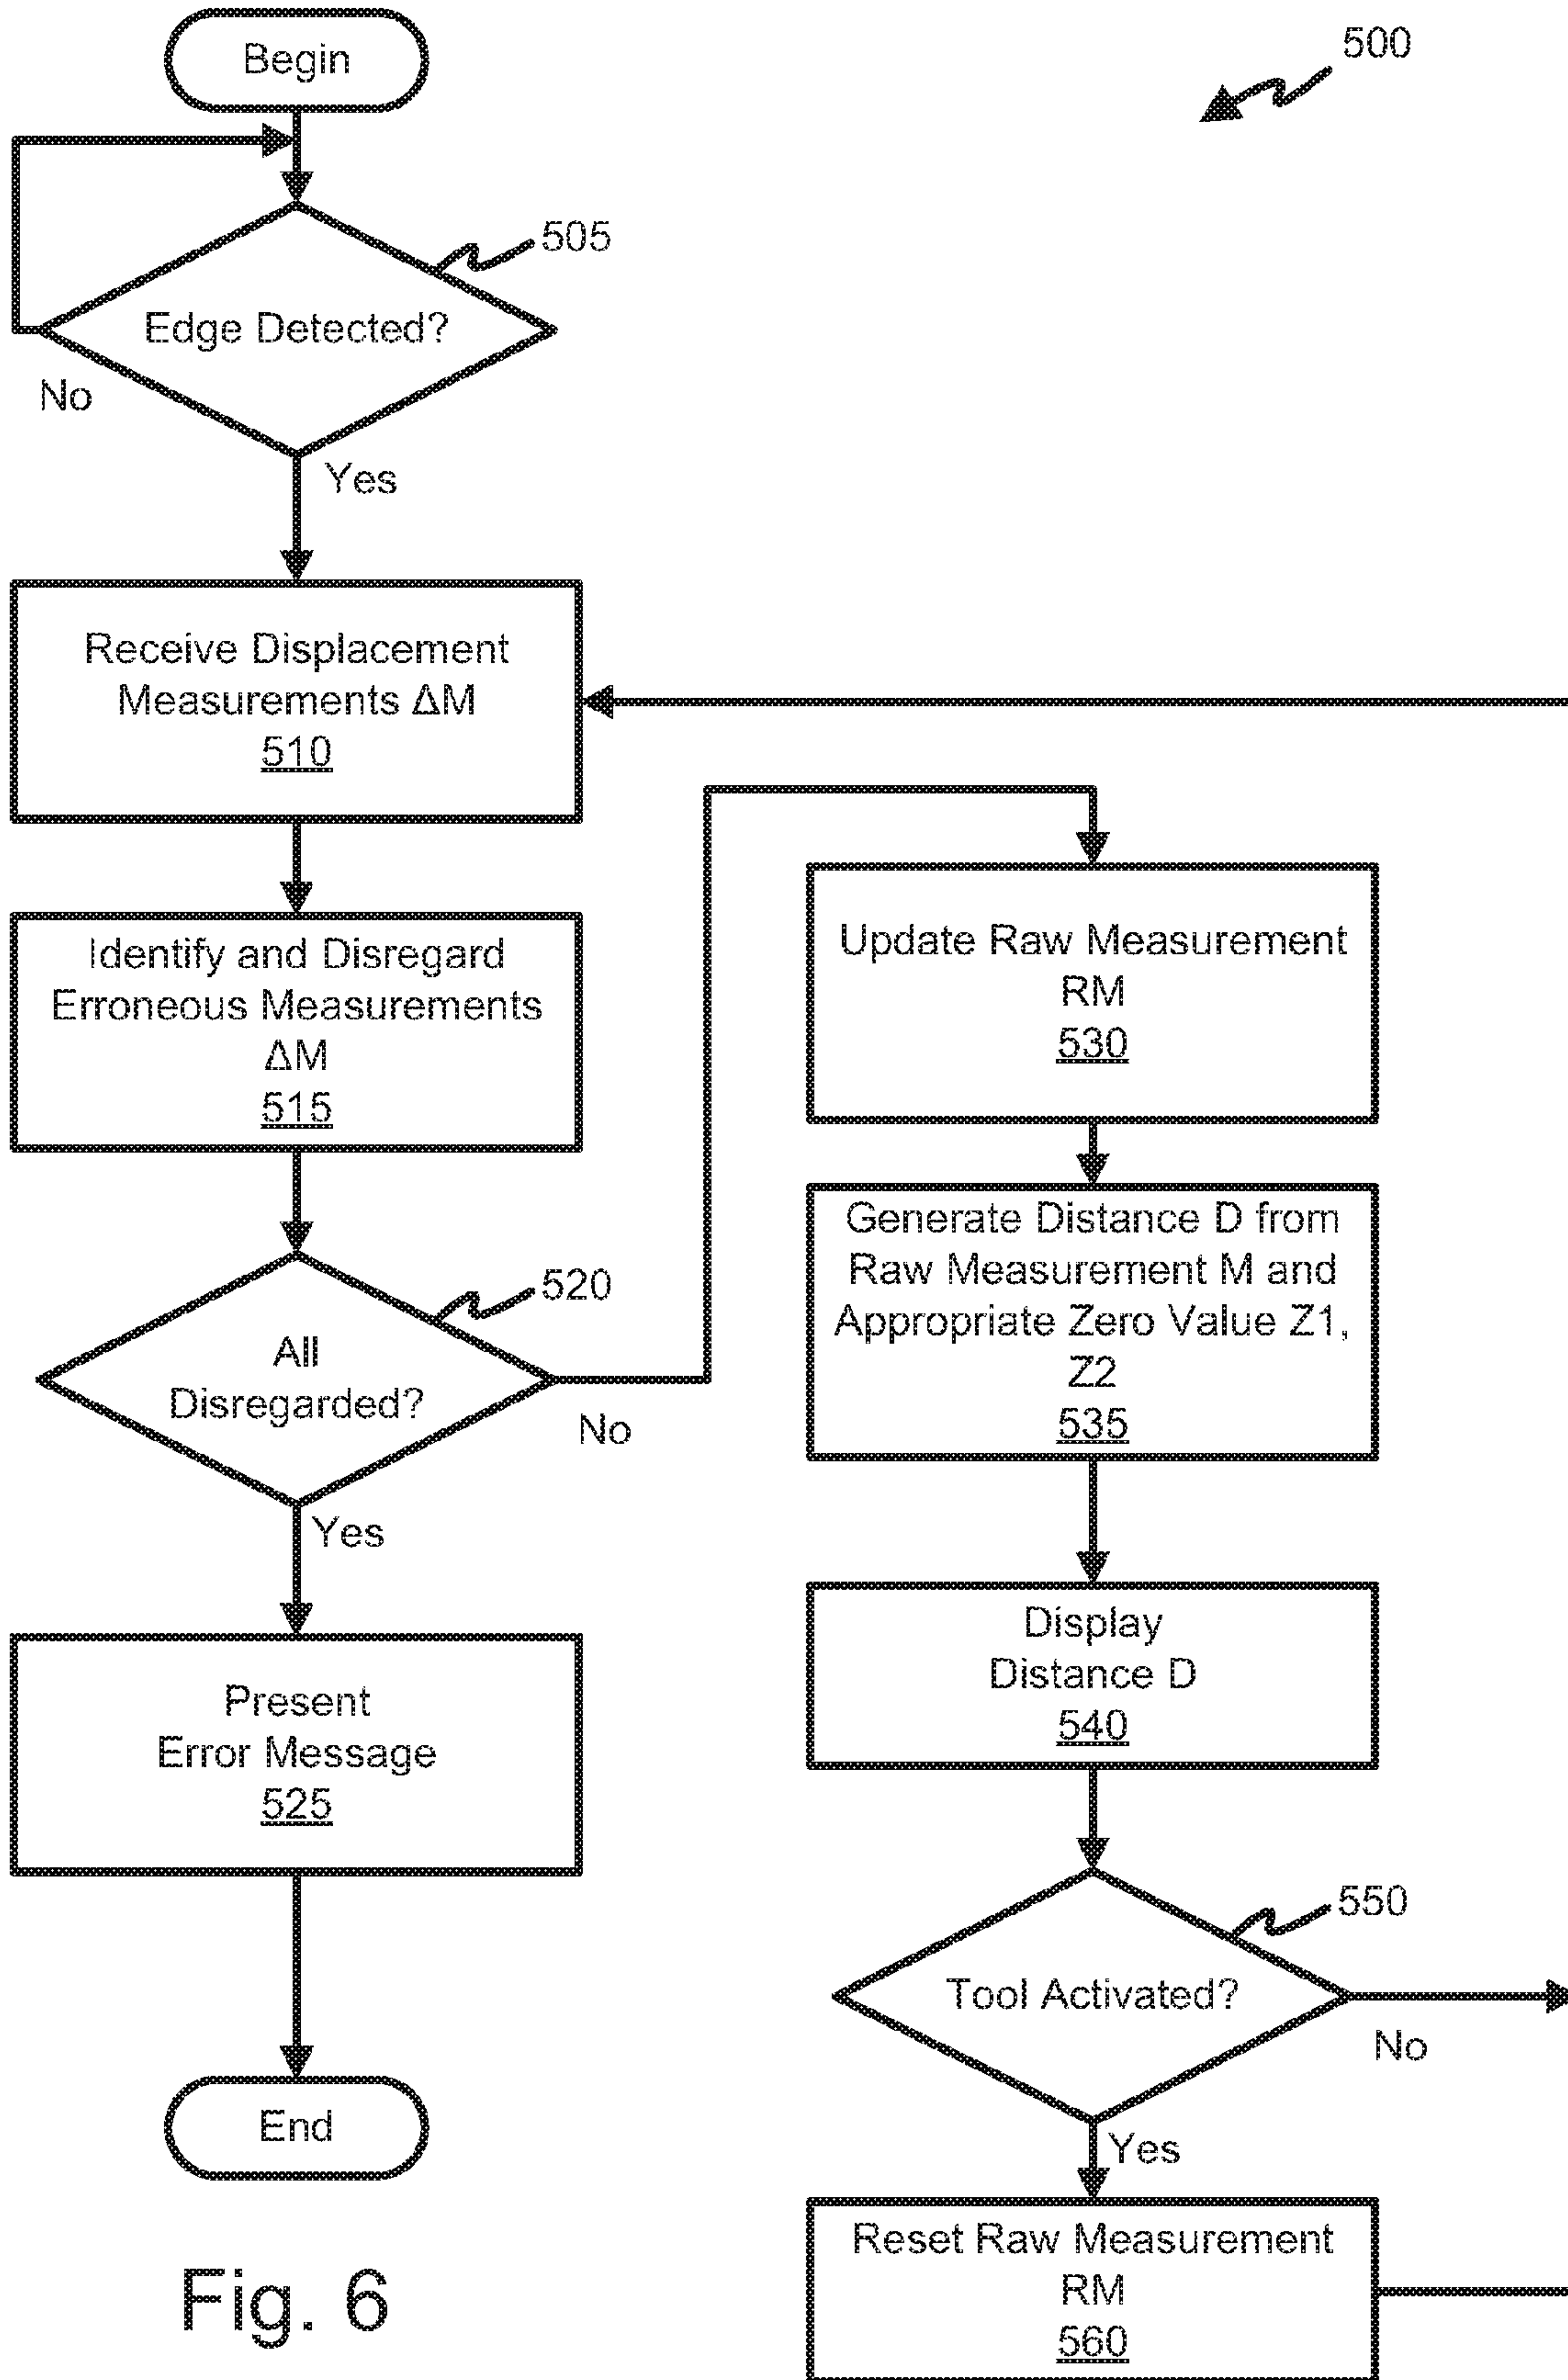 Begin
500
505
Edge Detected?
No
Yes
Receive Displacement
Measurements ΔM
510
Identify and Disregard
Erroneous Measurements
ΔM
515
520
All
Disregarded?
No
Yes
Present
Error Message
525
End
Update Raw Measurement
RM
530
Generate Distance D from
Raw Measurement M and
Appropriate Zero Value Z1,
Z2
535
Display
Distance D
540
550
Tool Activated?
No
Yes
Reset Raw Measurement
RM
560
Fig. 6